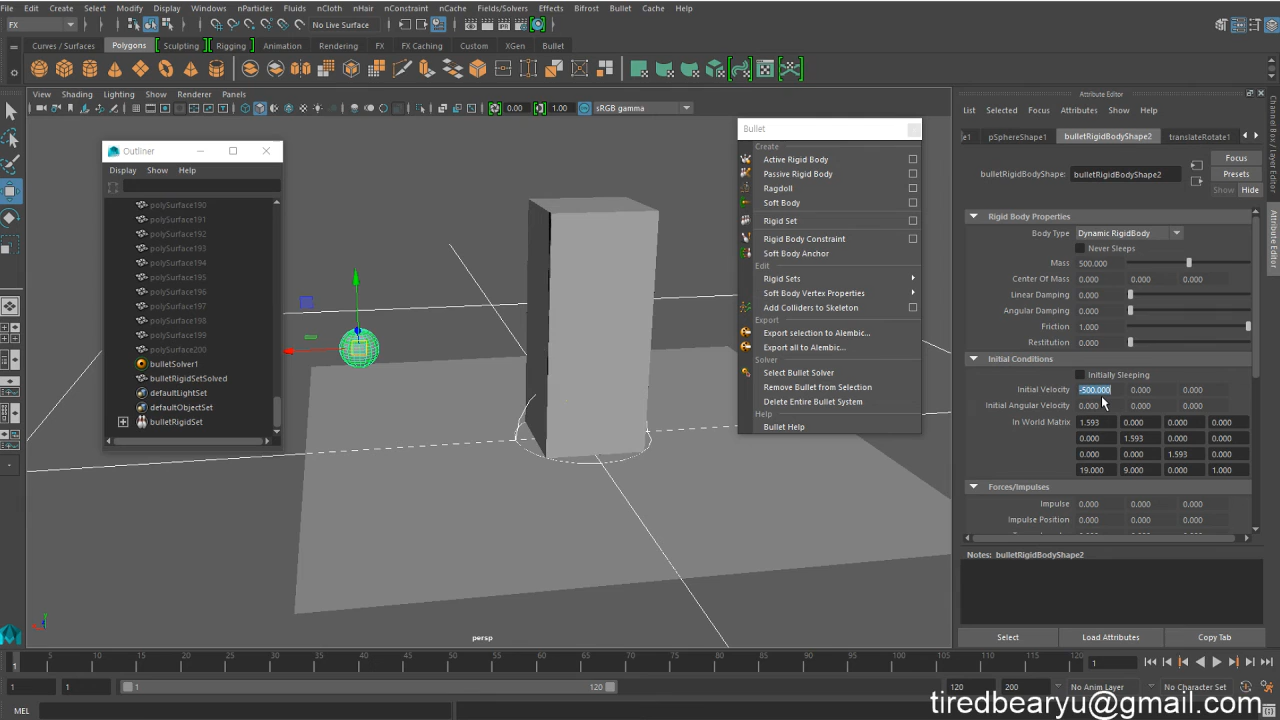 File Edit Create Select Modify Display Windows nParticles Fluids nCloth nHair nConstraint nCache Fields/Solvers Effects Bifrost Bullet Cache Help
FX No Live Surface
Curves / Surfaces Polygons Sculpting Rigging Animation Rendering FX FX Caching Custom XGen Bullet
View Shading Lighting Show Renderer Panels
0.00 1.00 sRGB gamma
Outliner
Display Show Help
polySurface190
polySurface191
polySurface192
polySurface193
polySurface194
polySurface195
polySurface196
polySurface197
polySurface198
polySurface199
polySurface200
bulletSolver1
bulletRigidSetSolved
defaultLightSet
defaultObjectSet
bulletRigidSet
Bullet
Create
Active Rigid Body
Passive Rigid Body
Ragdoll
Soft Body
Rigid Set
Rigid Body Constraint
Soft Body Anchor
Edit
Rigid Sets
Soft Body Vertex Properties
Add Colliders to Skeleton
Export
Export selection to Alembic...
Export all to Alembic...
Solver
Select Bullet Solver
Remove Bullet from Selection
Delete Entire Bullet System
Help
Bullet Help
persp
Attribute Editor
List Selected Focus Attributes Show Help
pSphereShape1 bulletRigidBodyShape2 translateRotate1
bulletRigidBodyShape: bulletRigidBodyShape2
Focus
Presets
Show Hide
Rigid Body Properties
Body Type Dynamic RigidBody
Never Sleeps
Mass 500.000
Center Of Mass 0.000 0.000 0.000
Linear Damping 0.000
Angular Damping 0.000
Friction 1.000
Restitution 0.000
Initial Conditions
Initially Sleeping
Initial Velocity -500.000 0.000 0.000
Initial Angular Velocity 0.000 0.000 0.000
In World Matrix 1.593 0.000 0.000 0.000
0.000 1.593 0.000 0.000
0.000 0.000 1.593 0.000
19.000 9.000 0.000 1.000
Forces/Impulses
Impulse 0.000 0.000 0.000
Impulse Position 0.000 0.000 0.000
Notes: bulletRigidBodyShape2
Select Load Attributes Copy Tab
Channel Box / Layer Editor
Attribute Editor
1 5 10 15 20 25 30 35 40 45 50 55 60 65 70 75 80 85 90 95 100 105 110 115 120 1
1 1 1 120 120 200 No Anim Layer No Character Set
MEL
tiredbearyu@gmail.com